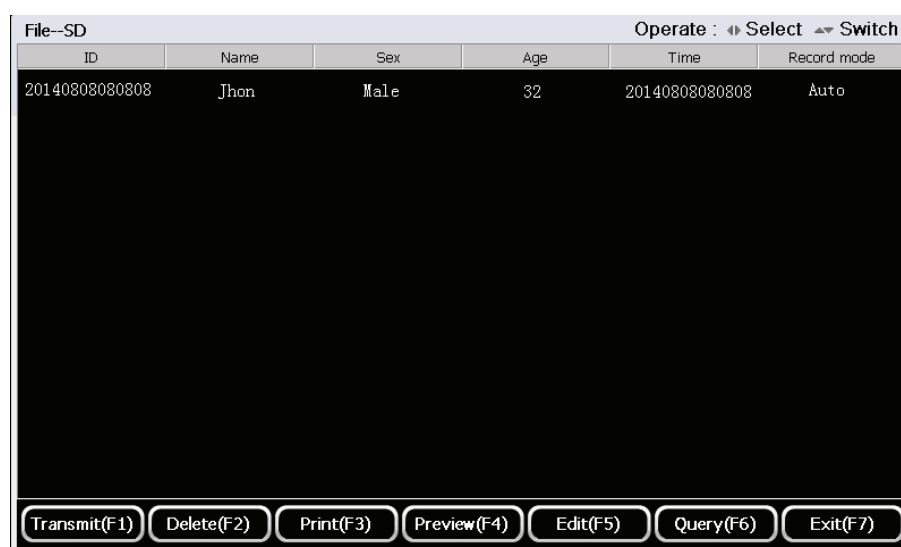 File--SD Operate : Select Switch
ID Name Sex Age Time Record mode
20140808080808 Jhon Male 32 20140808080808 Auto
Transmit(F1) Delete(F2) Print(F3) Preview(F4) Edit(F5) Query(F6) Exit(F7)